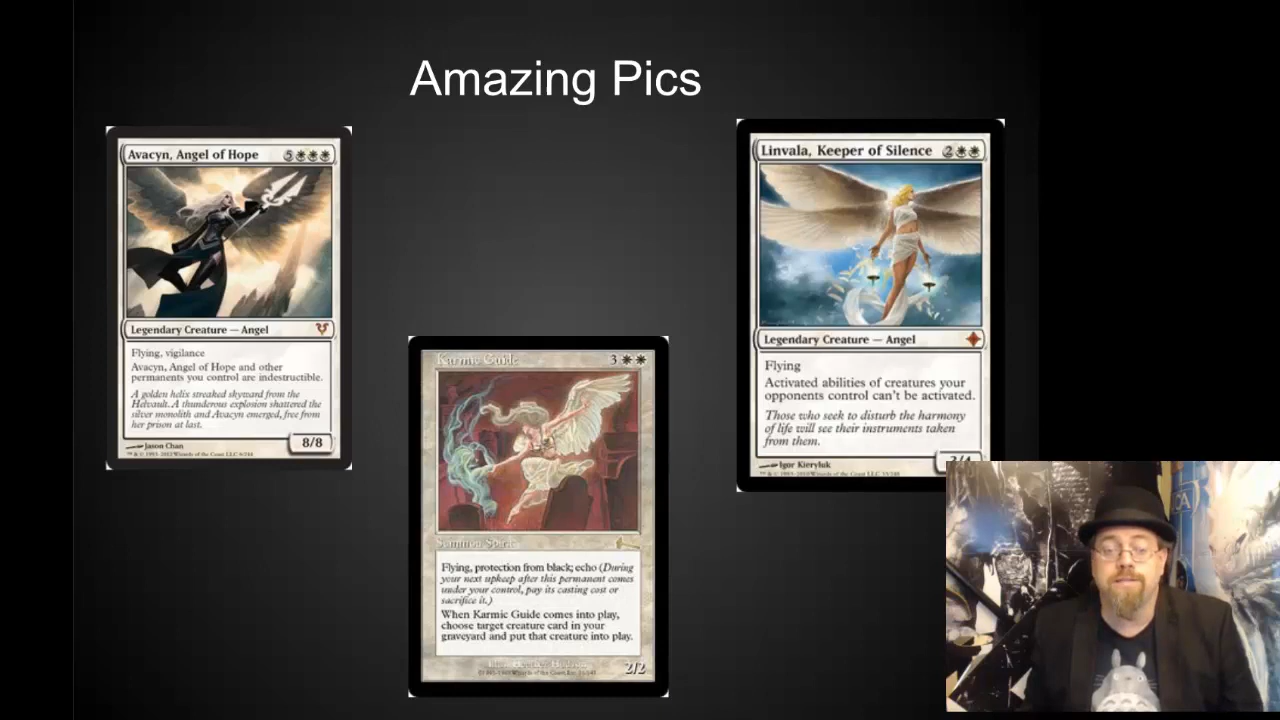 Amazing Pics
Avacyn, Angel of Hope 5
Legendary Creature — Angel
Flying, vigilance
Avacyn, Angel of Hope and other
permanents you control are indestructible.
A golden helix streaked skyward from the
Helvault. A thunderous explosion shattered the
silver monolith and Avacyn emerged, free from
her prison at last.
8/8
Jason Chan
Karmic Guide 3
Flying, protection from black; echo (During
your next upkeep after this permanent comes
under your control, pay its casting cost or
sacrifice it.)
When Karmic Guide comes into play,
choose target creature card in your
graveyard and put that creature into play.
2/2
Linvala, Keeper of Silence 2
Legendary Creature — Angel
Flying
Activated abilities of creatures your
opponents control can't be activated.
Those who seek to disturb the harmony
of life will see their instruments taken
from them.
Igor Kieryluk